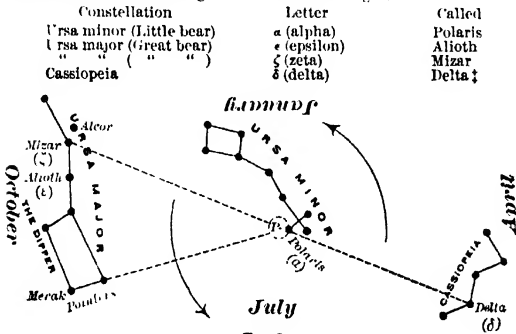 Constellation Letter Called
Ursa minor (Little bear) α (alpha) Polaris
Ursa major (Great bear) ε (epsilon) Alioth
“ “ ( “ “ ) ζ (zeta) Mizar
Cassiopeia δ (delta) Delta ‡
January
Alcor
Mizar
(ζ)
Alioth
(ε)
URSA MAJOR
URSA MINOR
October
THE DIPPER
April
P
Polaris
(α)
CASSIOPEIA
Merak
Pointers
July
Delta
(δ)